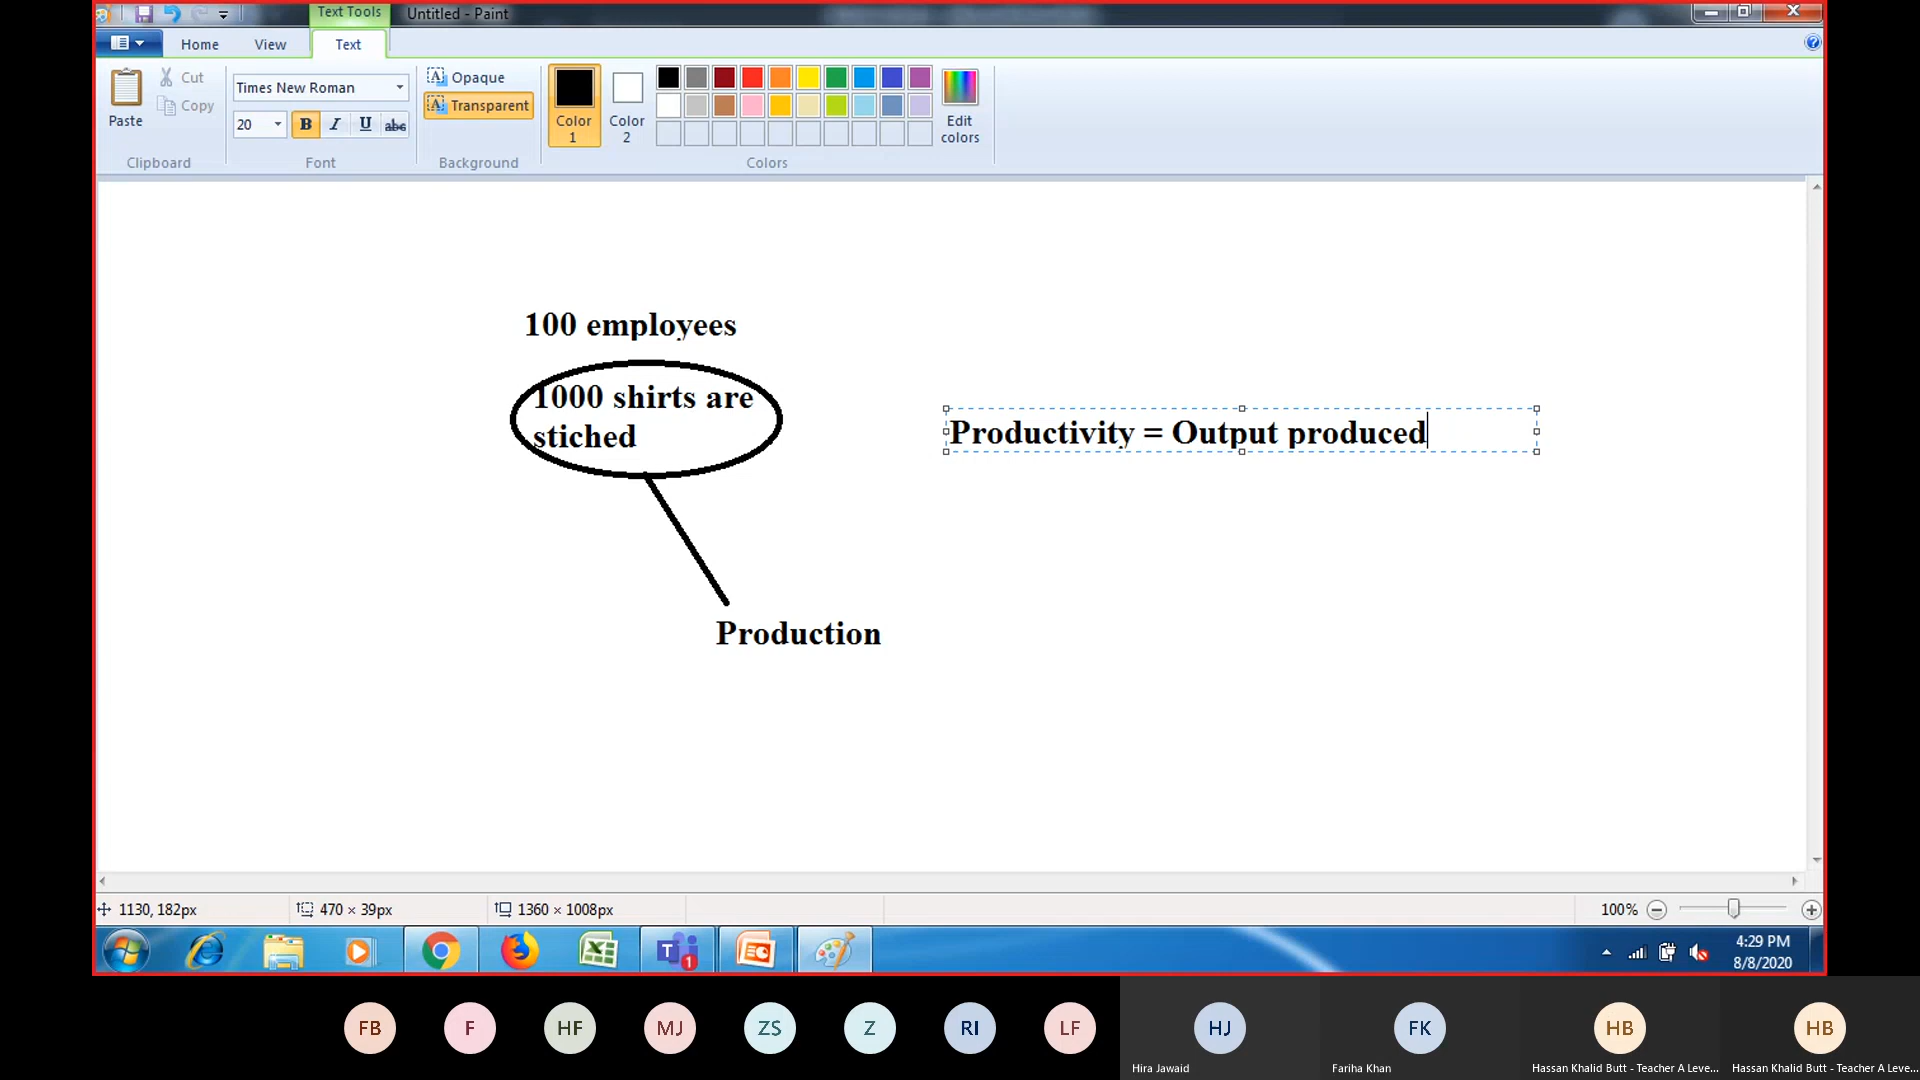 Text Tools
Untitled - Paint
Home
View
Text
Paste
Cut
Copy
Clipboard
Times New Roman
20
B
I
U
abc
Font
Opaque
Transparent
Background
Color
1
Color
2
Edit
colors
Colors
100 employees
1000 shirts are
stiched
Productivity = Output produced
Production
1130, 182px
470 × 39px
1360 × 1008px
100%
T
1
4:29 PM
8/8/2020
FB
F
HF
MJ
ZS
Z
RI
LF
HJ
FK
HB
HB
Hira Jawaid
Fariha Khan
Hassan Khalid Butt - Teacher A Leve...
Hassan Khalid Butt - Teacher A Leve...